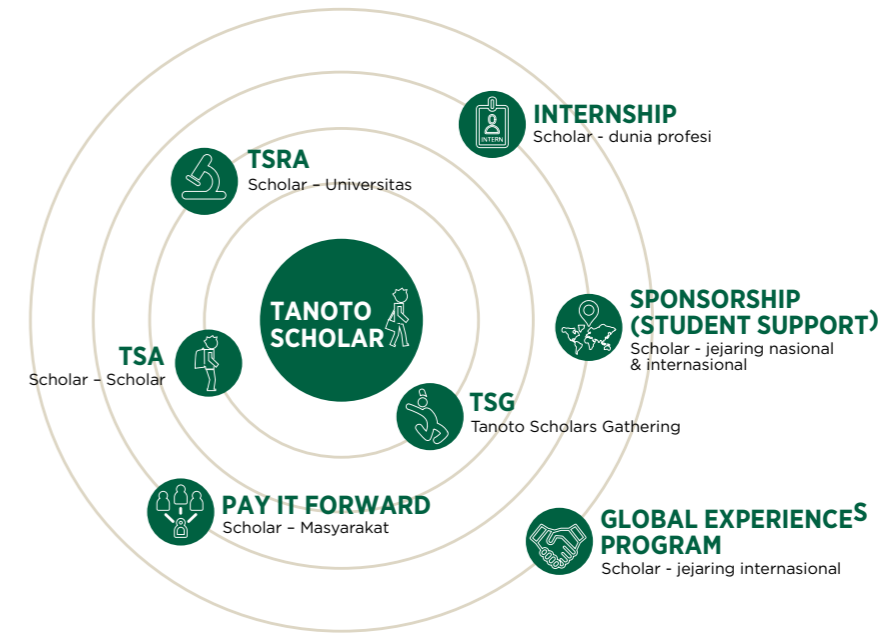 INTERNSHIP
Scholar - dunia profesi
INTERN
TSRA
Scholar – Universitas
TANOTO
SCHOLAR
SPONSORSHIP
(STUDENT SUPPORT)
Scholar - jejaring nasional
& internasional
TSA
Scholar – Scholar
TSG
Tanoto Scholars Gathering
PAY IT FORWARD
Scholar – Masyarakat
GLOBAL EXPERIENCES
PROGRAM
Scholar - jejaring internasional